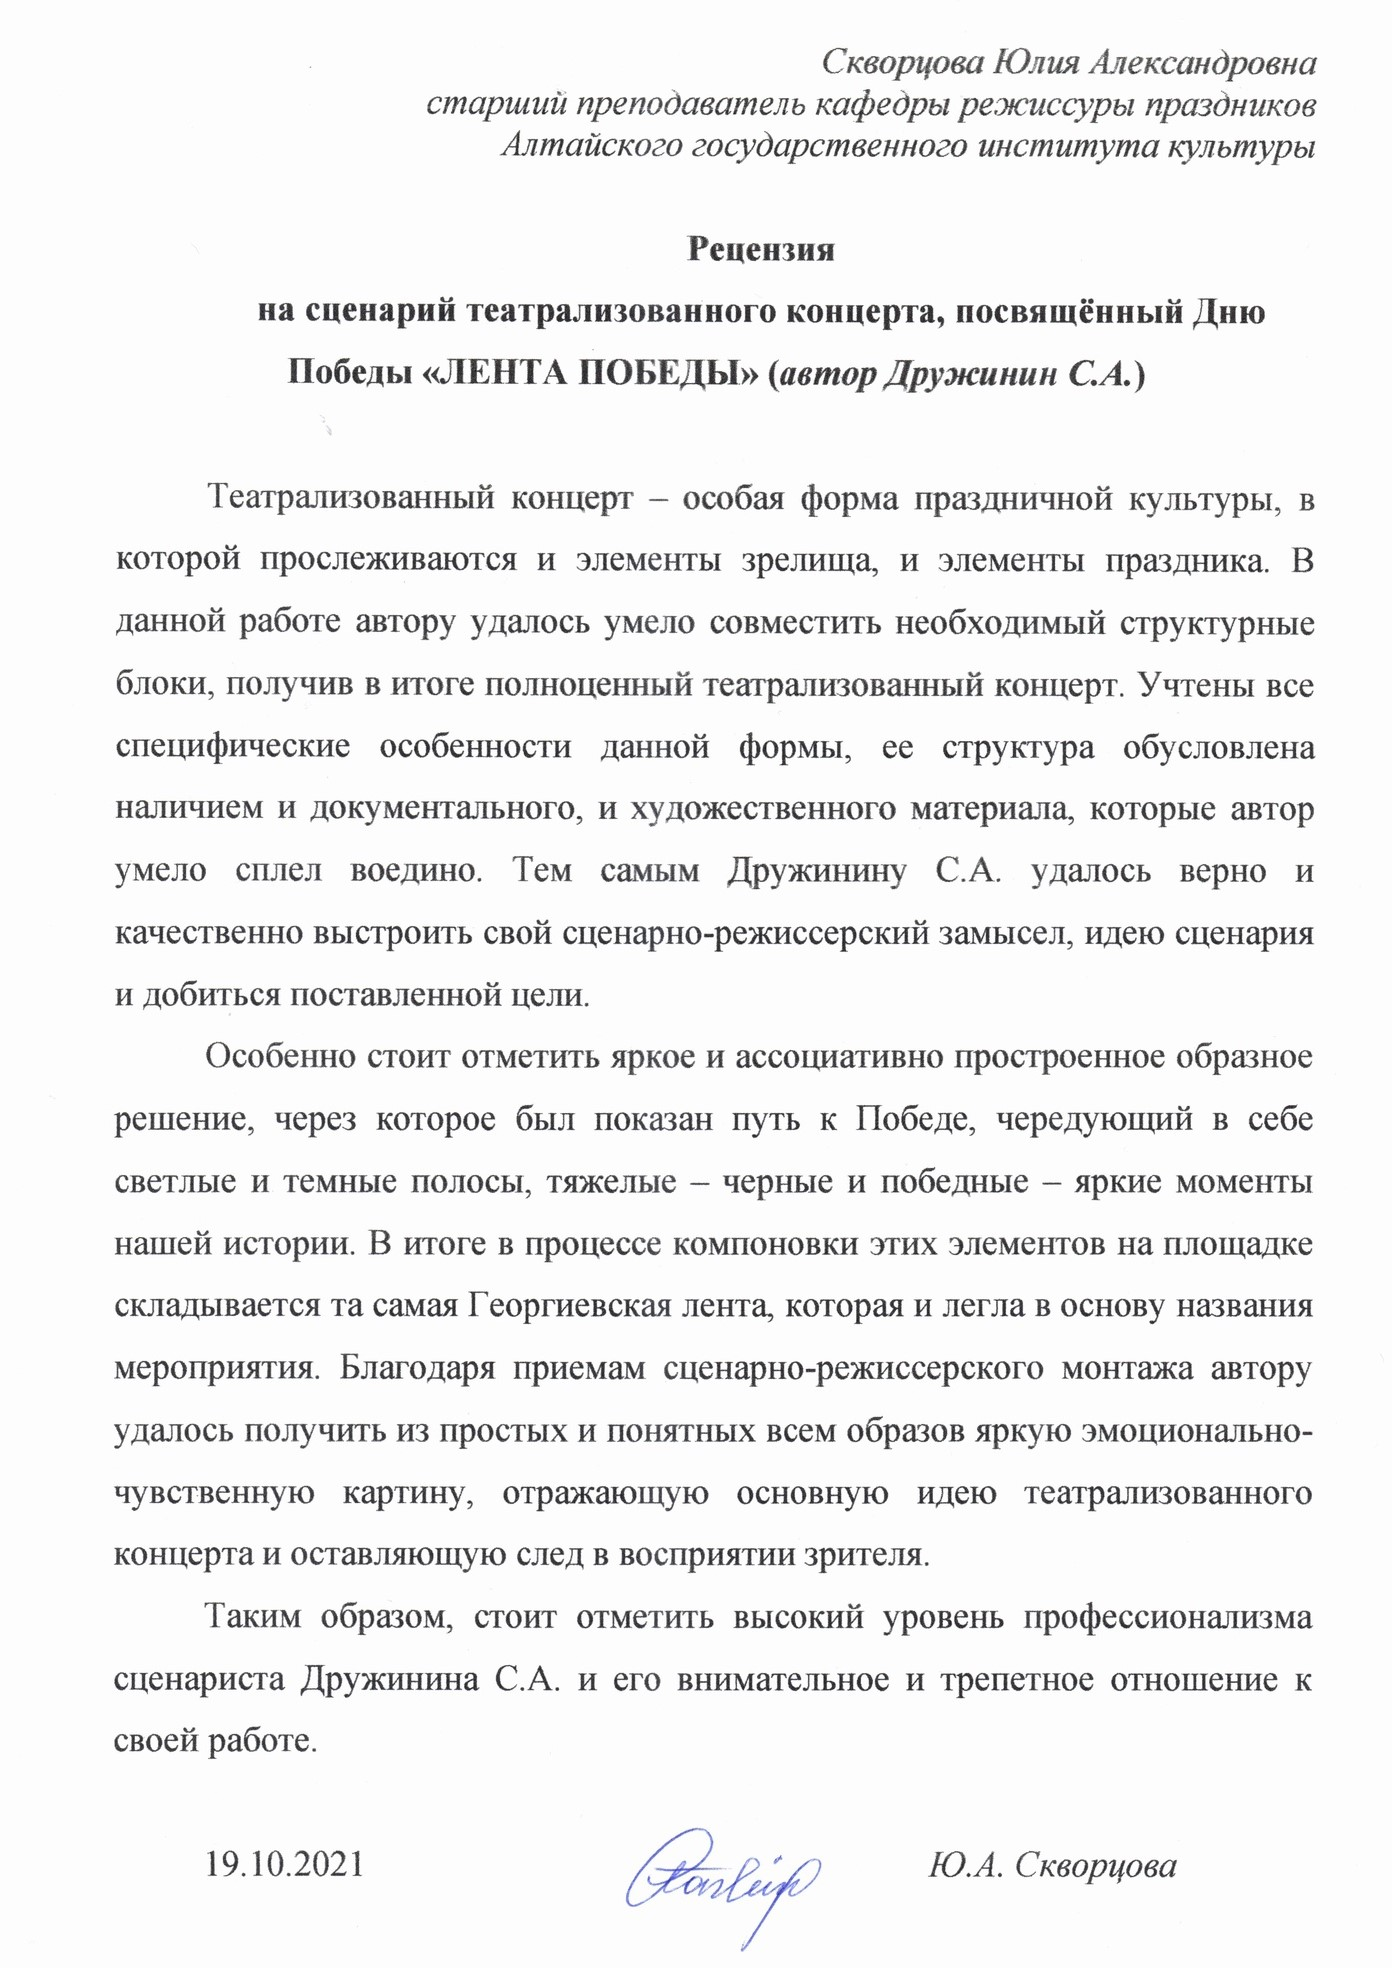 Скворцова Юлия Александровна
старший преподаватель кафедры режиссуры праздников
Алтайского государственного института культуры
Рецензия
на сценарий театрализованного концерта, посвящённый Дню
Победы «ЛЕНТА ПОБЕДЫ» (автор Дружинин С.А.)
Театрализованный концерт – особая форма праздничной культуры, в
которой прослеживаются и элементы зрелища, и элементы праздника. В
данной работе автору удалось умело совместить необходимый структурные
блоки, получив в итоге полноценный театрализованный концерт. Учтены все
специфические особенности данной формы, ее структура обусловлена
наличием и документального, и художественного материала, которые автор
умело сплел воедино. Тем самым Дружинину С.А. удалось верно и
качественно выстроить свой сценарно-режиссерский замысел, идею сценария
и добиться поставленной цели.
Особенно стоит отметить яркое и ассоциативно простроенное образное
решение, через которое был показан путь к Победе, чередующий в себе
светлые и темные полосы, тяжелые – черные и победные – яркие моменты
нашей истории. В итоге в процессе компоновки этих элементов на площадке
складывается та самая Георгиевская лента, которая и легла в основу названия
мероприятия. Благодаря приемам сценарно-режиссерского монтажа автору
удалось получить из простых и понятных всем образов яркую эмоционально-
чувственную картину, отражающую основную идею театрализованного
концерта и оставляющую след в восприятии зрителя.
Таким образом, стоит отметить высокий уровень профессионализма
сценариста Дружинина С.А. и его внимательное и трепетное отношение к
своей работе.
19.10.2021 Ю.А. Скворцова